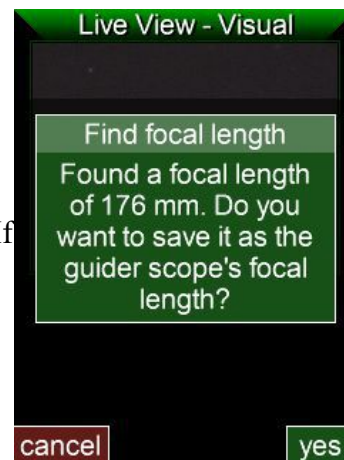 Live View - Visual
Find focal length
Found a focal length
of 176 mm. Do you
want to save it as the
guider scope's focal
length?
If
cancel
yes